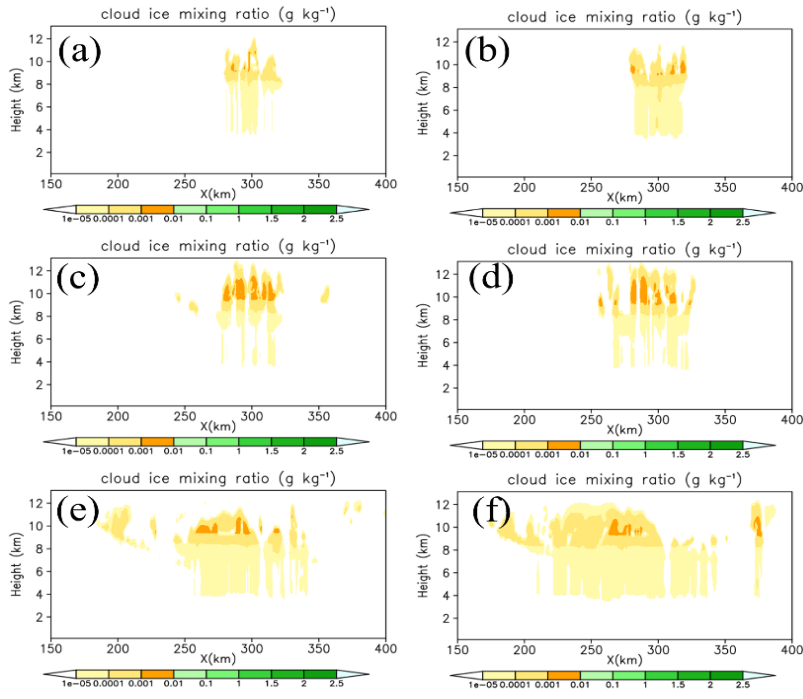 cloud ice mixing ratio (g kg⁻¹)
(a)
Height (km)
12
10
8
6
4
2
150 200 250 300 350 400
X(km)
1e−05 0.0001 0.001 0.01 0.1 1 1.5 2 2.5
cloud ice mixing ratio (g kg⁻¹)
(b)
Height (km)
12
10
8
6
4
2
150 200 250 300 350 400
X(km)
1e−05 0.0001 0.001 0.01 0.1 1 1.5 2 2.5
cloud ice mixing ratio (g kg⁻¹)
(c)
Height (km)
12
10
8
6
4
2
150 200 250 300 350 400
X(km)
1e−05 0.0001 0.001 0.01 0.1 1 1.5 2 2.5
cloud ice mixing ratio (g kg⁻¹)
(d)
Height (km)
12
10
8
6
4
2
150 200 250 300 350 400
X(km)
1e−05 0.0001 0.001 0.01 0.1 1 1.5 2 2.5
cloud ice mixing ratio (g kg⁻¹)
(e)
Height (km)
12
10
8
6
4
2
150 200 250 300 350 400
X(km)
1e−05 0.0001 0.001 0.01 0.1 1 1.5 2 2.5
cloud ice mixing ratio (g kg⁻¹)
(f)
Height (km)
12
10
8
6
4
2
150 200 250 300 350 400
X(km)
1e−05 0.0001 0.001 0.01 0.1 1 1.5 2 2.5